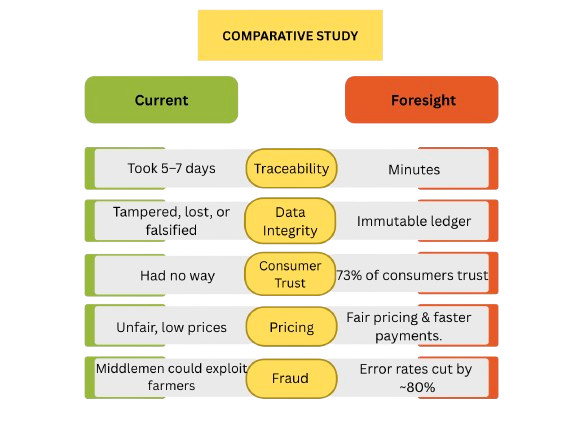 COMPARATIVE STUDY
Current
Foresight
Took 5–7 days
Traceability
Minutes
Tampered, lost, or
falsified
Data
Integrity
Immutable ledger
Had no way
Consumer
Trust
73% of consumers trust
Unfair, low prices
Pricing
Fair pricing & faster
payments.
Middlemen could exploit
farmers
Fraud
Error rates cut by
~80%